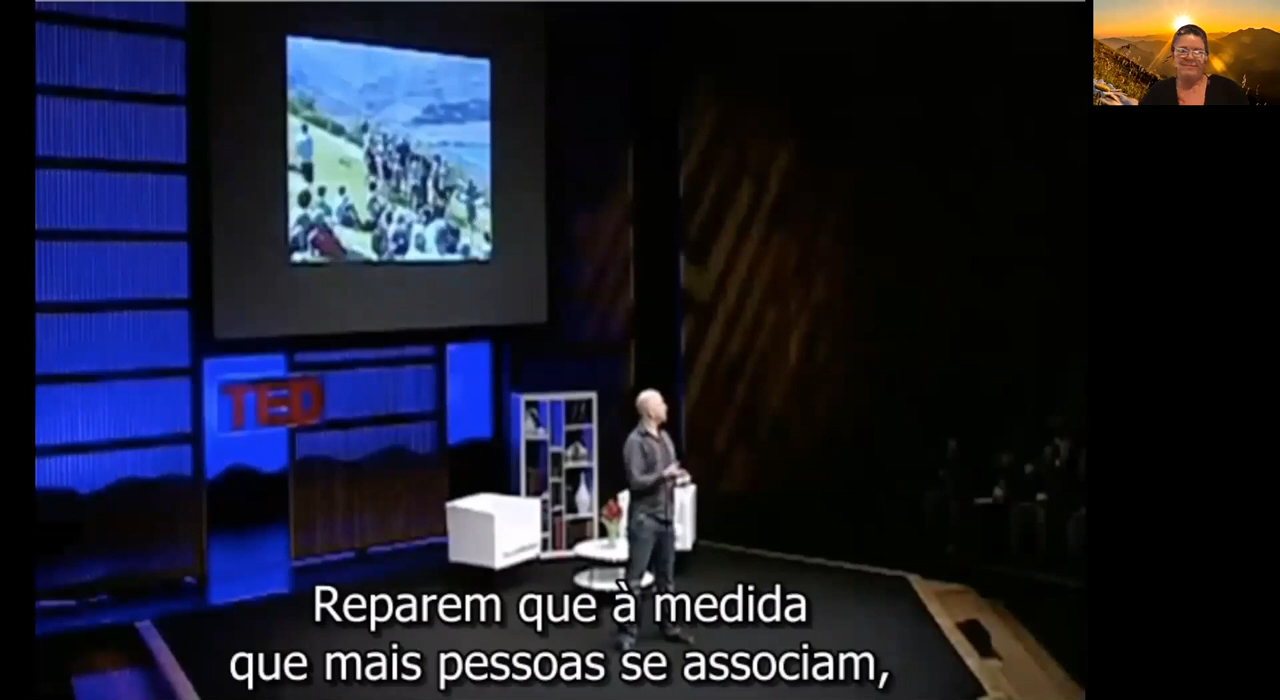 TED
Reparem que à medida
que mais pessoas se associam,